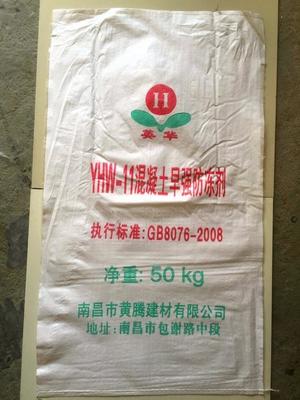 H
英华
YHW-11混凝土早强防冻剂
执行标准:GB8076-2008
净重:50kg
南昌市黄腾建材有限公司
地址:南昌市包谢路中段